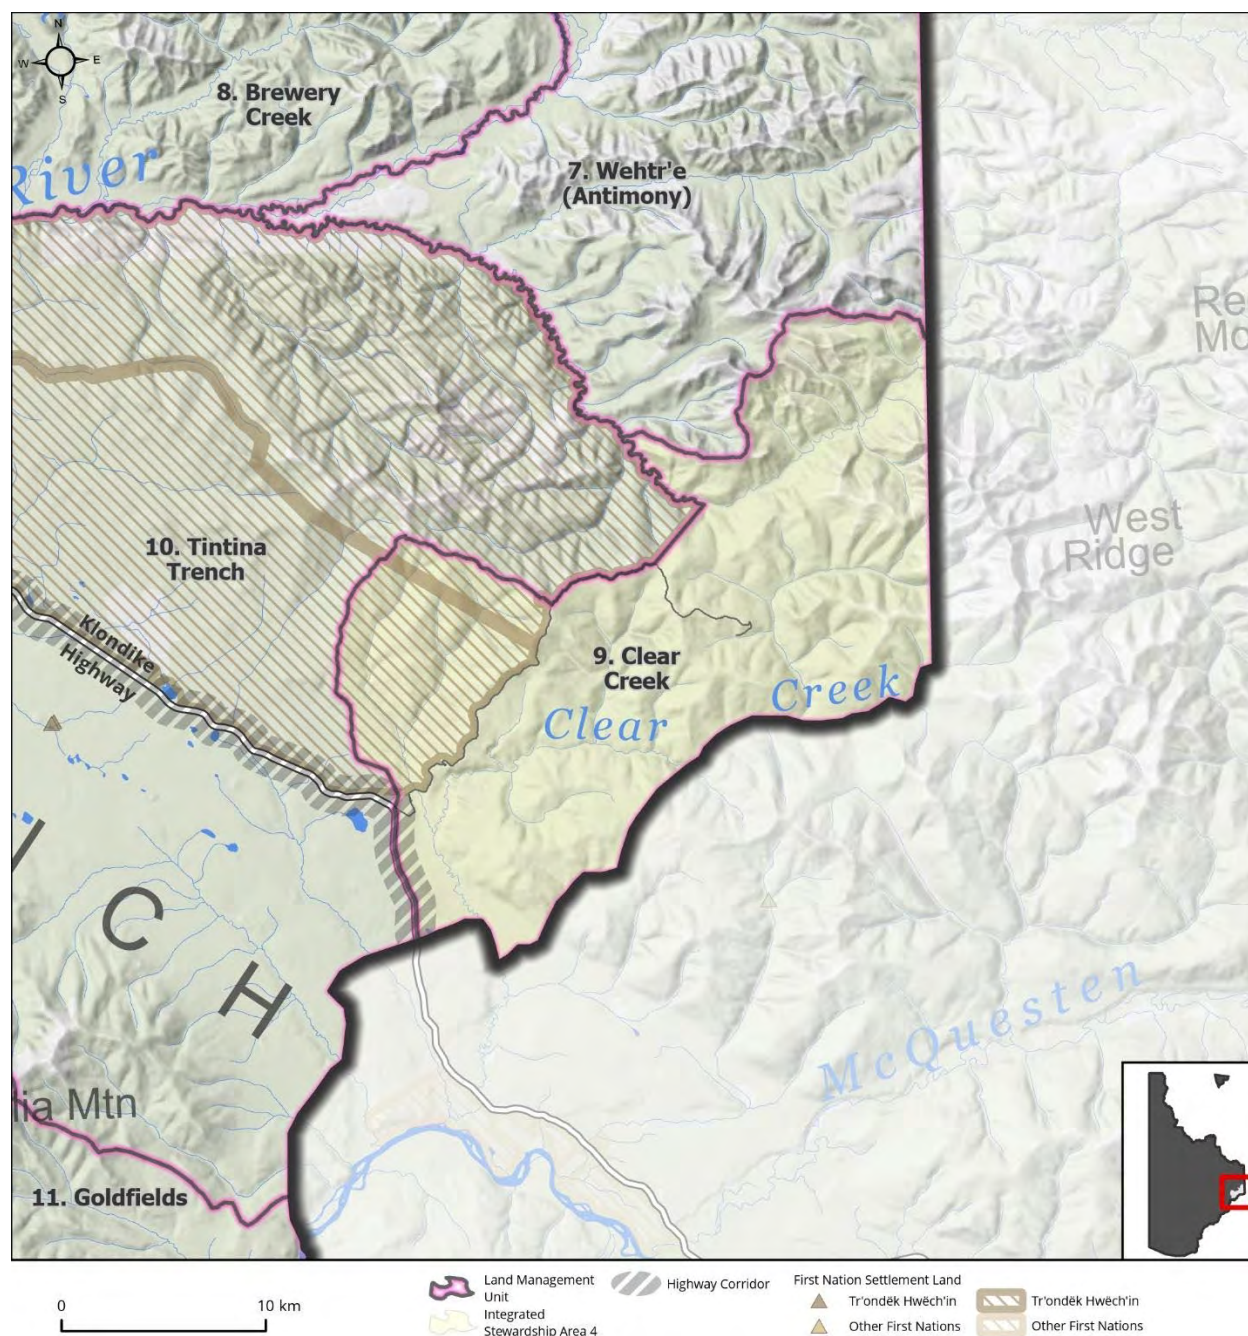 N
W
E
S
8. Brewery
Creek
River
7. Wehtr'e
(Antimony)
Re
Mo
West
Ridge
10. Tintina
Trench
Klondike
Highway
9. Clear
Creek
Clear Creek
C
H
McQuesten
lia Mtn
11. Goldfields
0 10 km
Land Management
Unit
Integrated
Stewardship Area 4
Highway Corridor
First Nation Settlement Land
Tr'ondëk Hwëch'in
Other First Nations
Tr'ondëk Hwëch'in
Other First Nations